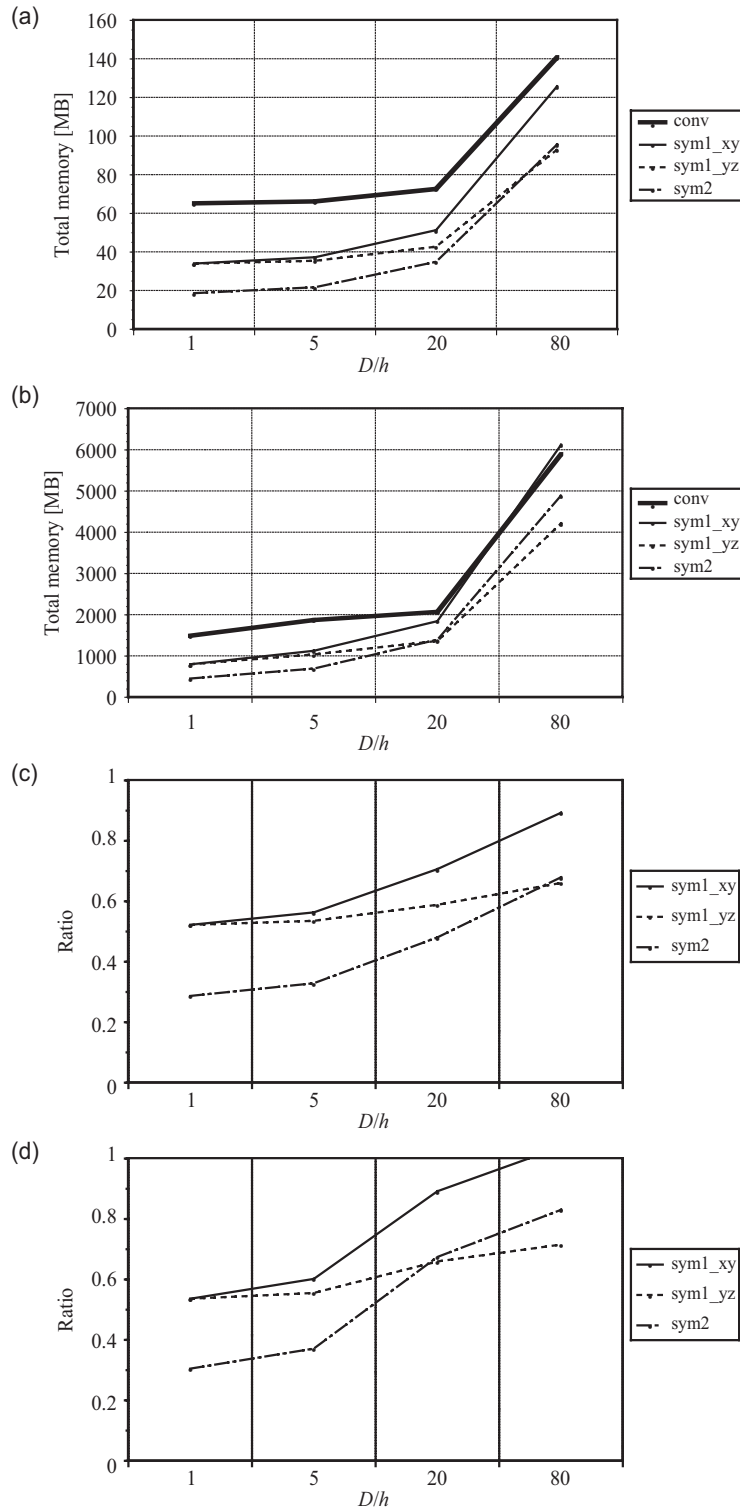 (a)
160
140
120
100
80
60
40
20
0
Total memory [MB]
1 5 20 80
D/h
conv
sym1_xy
sym1_yz
sym2
(b)
7000
6000
5000
4000
3000
2000
1000
0
Total memory [MB]
1 5 20 80
D/h
conv
sym1_xy
sym1_yz
sym2
(c)
1
0.8
0.6
0.4
0.2
0
Ratio
1 5 20 80
D/h
sym1_xy
sym1_yz
sym2
(d)
1
0.8
0.6
0.4
0.2
0
Ratio
1 5 20 80
D/h
sym1_xy
sym1_yz
sym2